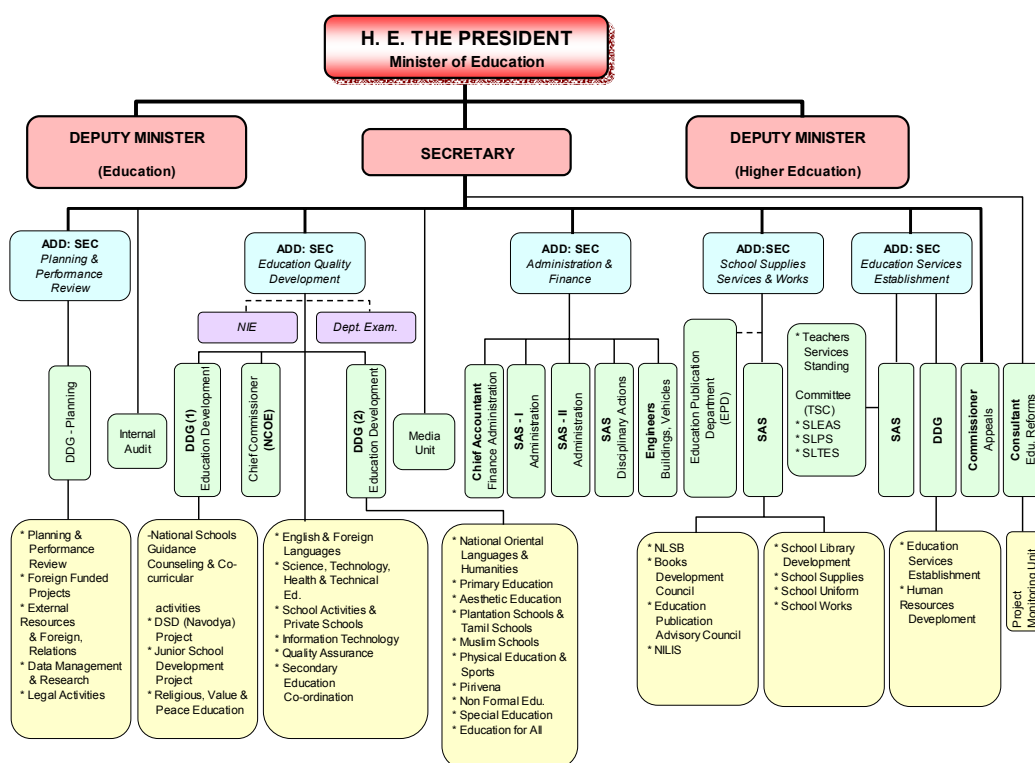 H. E. THE PRESIDENT
Minister of Education
DEPUTY MINISTER
(Education)
SECRETARY
DEPUTY MINISTER
(Higher Edcuation)
ADD: SEC
Planning &
Performance
Review
ADD: SEC
Education Quality
Development
ADD: SEC
Administration &
Finance
ADD: SEC
School Supplies
Services & Works
ADD: SEC
Education Services
Establishment
NIE
Dept. Exam.
DDG - Planning
Internal
Audit
DDG (1)
Education Development
Chief Commissioner
(NCOE)
DDG (2)
Education Development
Media
Unit
Chief Accountant
Finance Administration
SAS - I
Administration
SAS - II
Administration
SAS
Disciplinary Actions
Engineers
Buildings, Vehicles
Education Publication
Department
(EPD)
SAS
* Teachers
Services
Standing
Committee
(TSC)
* SLEAS
* SLPS
* SLTES
SAS
DDG
Commissioner
Appeals
Consultant
Edu. Reforms
* Planning &
Performance
Review
* Foreign Funded
Projects
* External
Resources
& Foreign,
Relations
* Data Management
& Research
* Legal Activities
-National Schools
Guidance
Counseling & Co-
curricular
activities
* DSD (Navodya)
Project
* Junior School
Development
Project
* Religious, Value &
Peace Education
* English & Foreign
Languages
* Science, Technology,
Health & Technical
Ed.
* School Activities &
Private Schools
* Information Technology
* Quality Assurance
* Secondary
Education
Co-ordination
* National Oriental
Languages &
Humanities
* Primary Education
* Aesthetic Education
* Plantation Schools &
Tamil Schools
* Muslim Schools
* Physical Education &
Sports
* Pirivena
* Non Formal Edu.
* Special Education
* Education for All
* NLSB
* Books
Development
Council
* Education
Publication
Advisory Council
* NILIS
* School Library
Development
* School Supplies
* School Uniform
* School Works
* Education
Services
Establishment
* Human
Resources
Deveploment
Project
Monitoring Unit